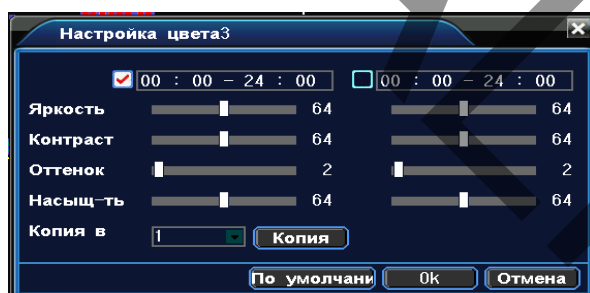 Настройка цвета3
00 : 00 - 24 : 00 00 : 00 - 24 : 00
Яркость 64 64
Контраст 64 64
Оттенок 2 2
Насыщ-ть 64 64
Копия в 1 Копия
По умолчани Ok Отмена